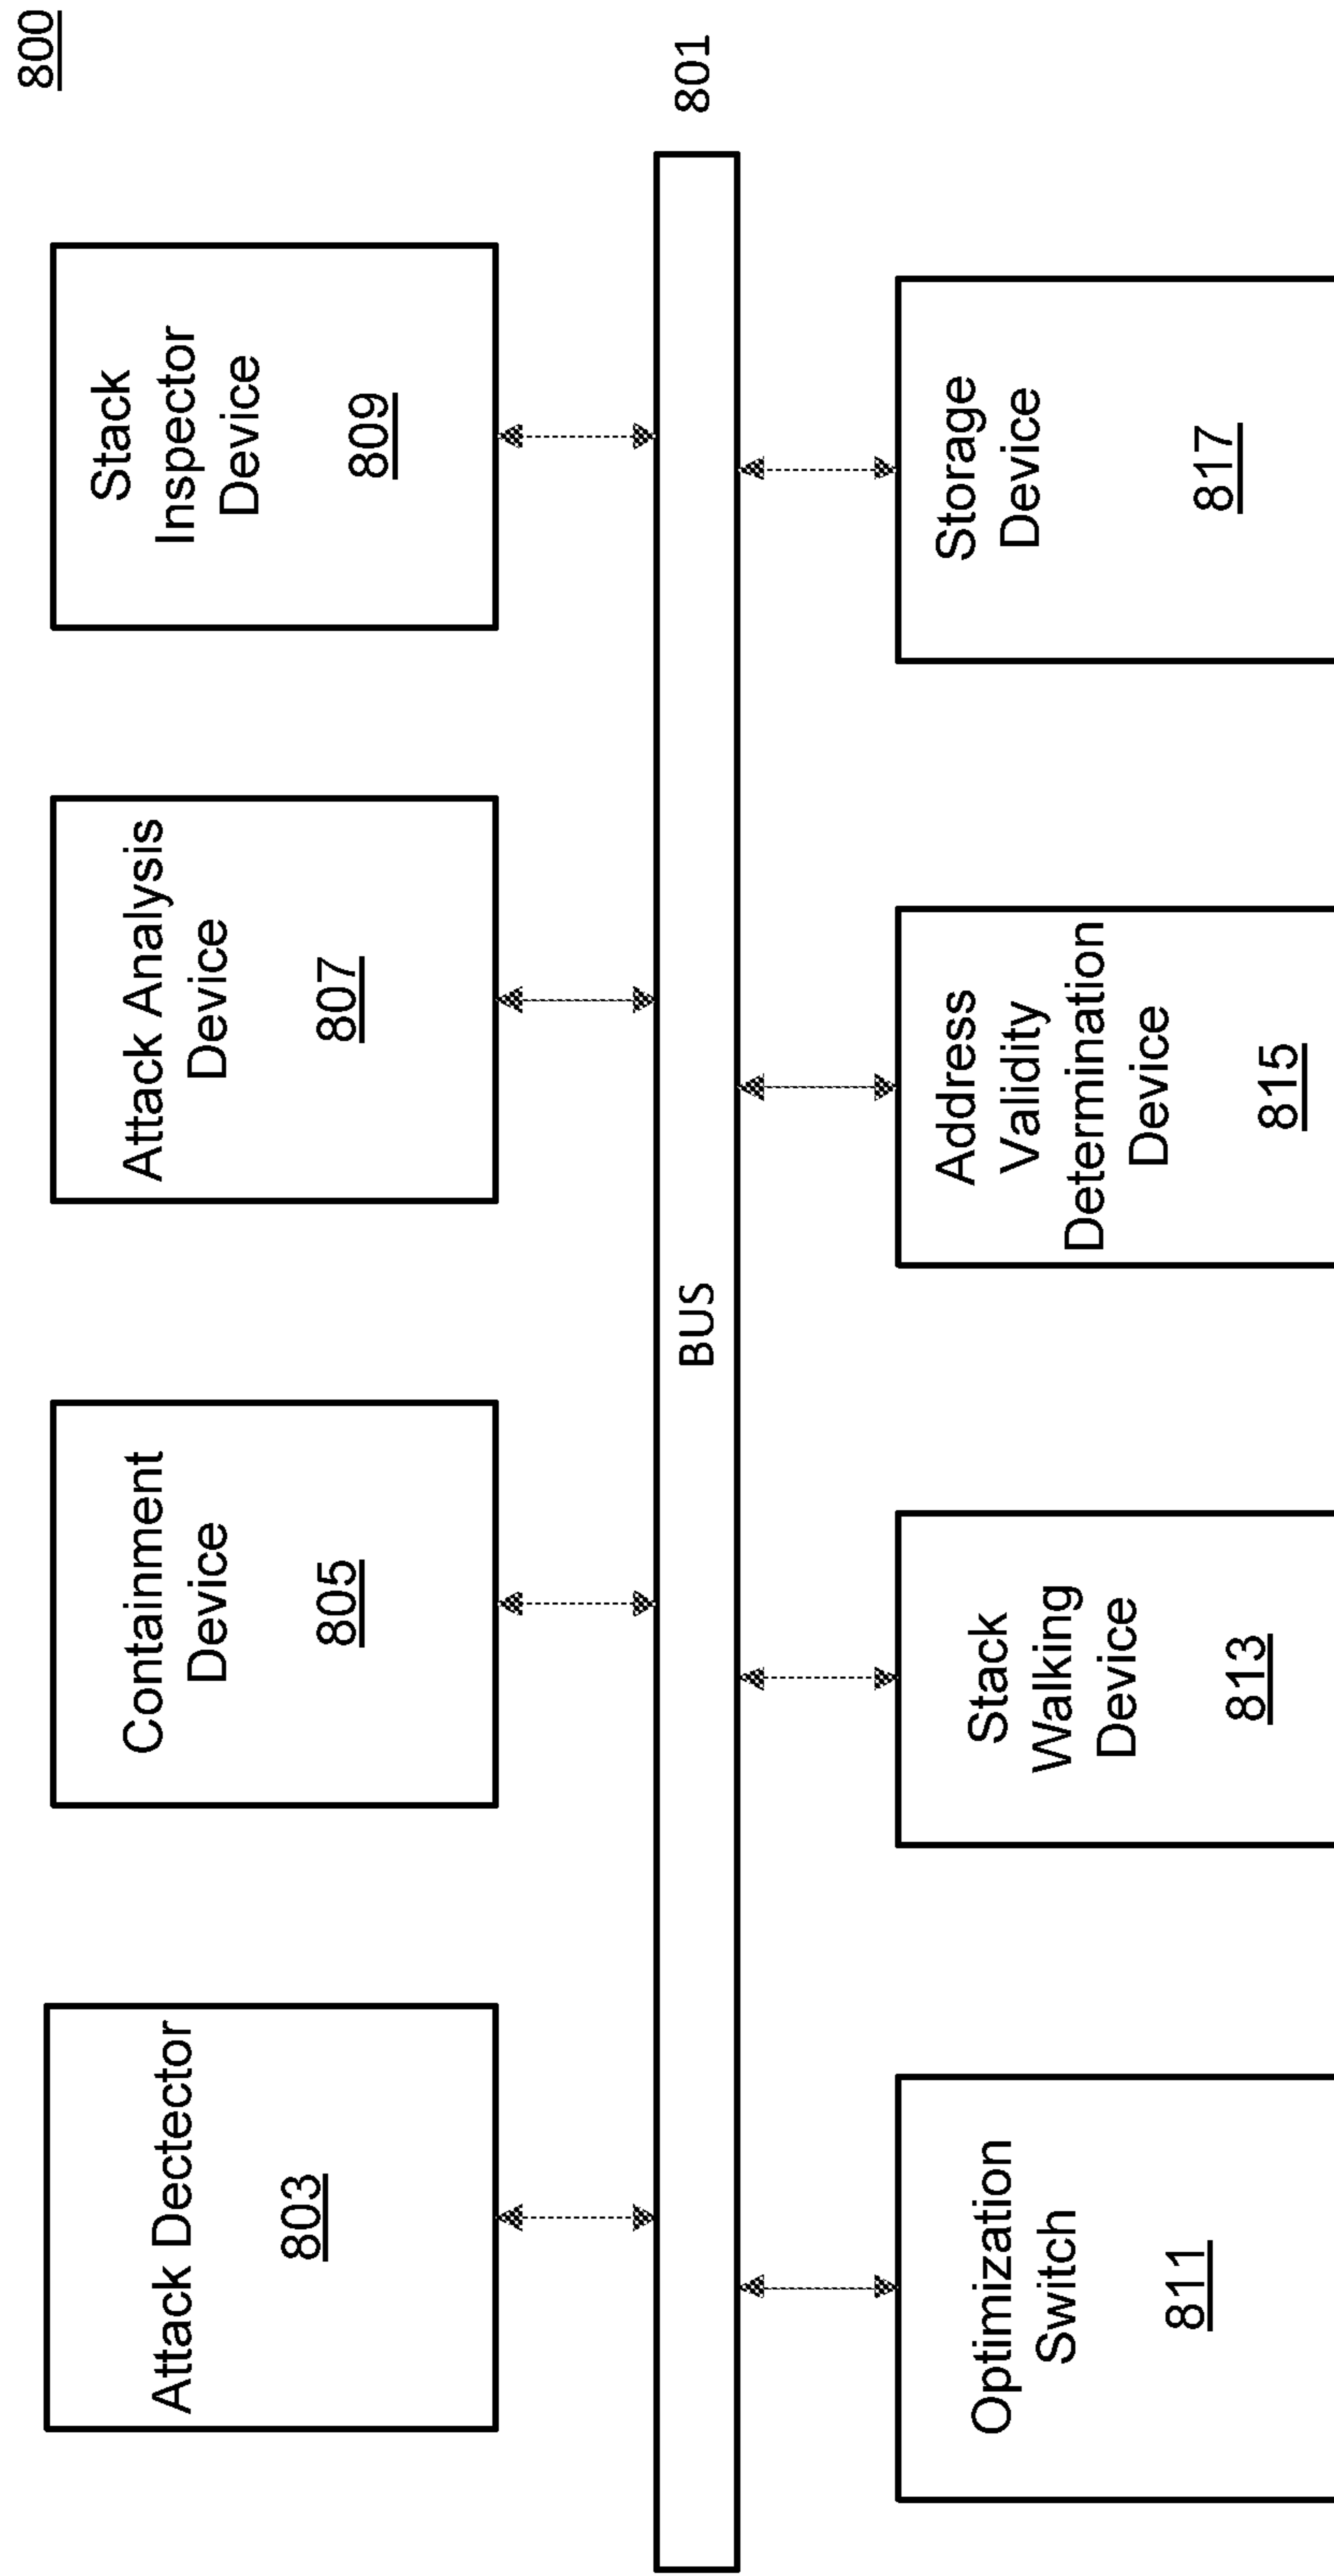 800
Attack Dectector
803
Containment
Device
805
Attack Analysis
Device
807
Stack
Inspector
Device
809
BUS
801
Optimization
Switch
811
Stack
Walking
Device
813
Address
Validity
Determination
Device
815
Storage
Device
817